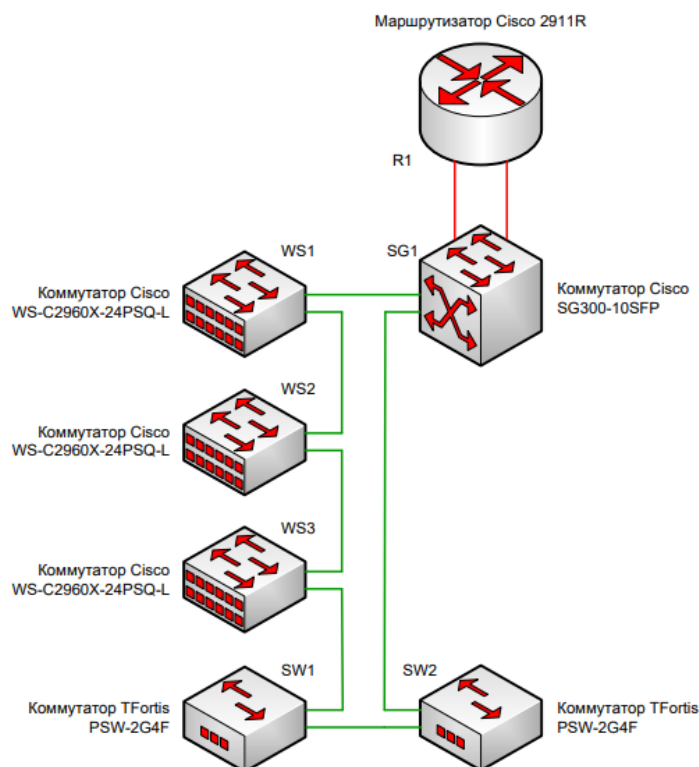 Маршрутизатор Cisco 2911R
R1
WS1
SG1
Коммутатор Cisco
WS-C2960X-24PSQ-L
Коммутатор Cisco
SG300-10SFP
WS2
Коммутатор Cisco
WS-C2960X-24PSQ-L
WS3
Коммутатор Cisco
WS-C2960X-24PSQ-L
SW1
SW2
Коммутатор TFortis
PSW-2G4F
Коммутатор TFortis
PSW-2G4F